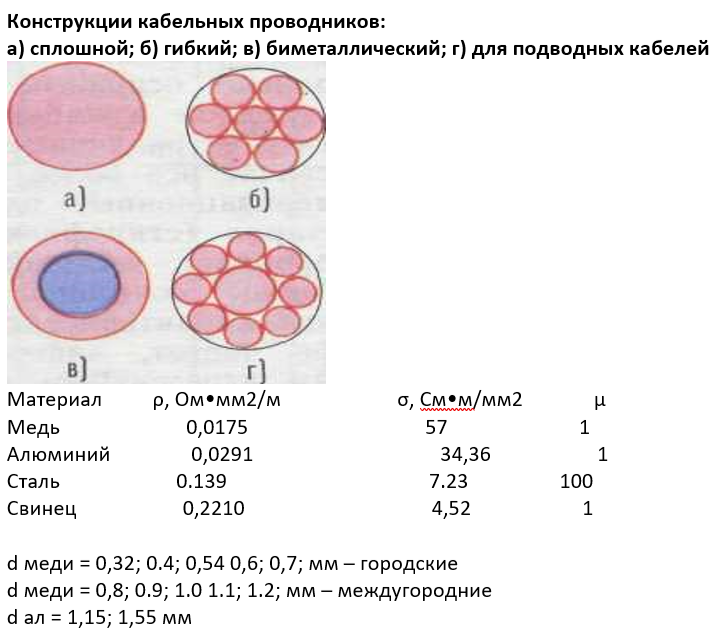 Конструкции кабельных проводников:
а) сплошной; б) гибкий; в) биметаллический; г) для подводных кабелей
а) б)
в) г)
Материал ρ, Ом•мм2/м σ, См•м/мм2 μ
Медь 0,0175 57 1
Алюминий 0,0291 34,36 1
Сталь 0.139 7.23 100
Свинец 0,2210 4,52 1
d меди = 0,32; 0.4; 0,54 0,6; 0,7; мм – городские
d меди = 0,8; 0.9; 1.0 1.1; 1.2; мм – междугородние
d ал = 1,15; 1,55 мм